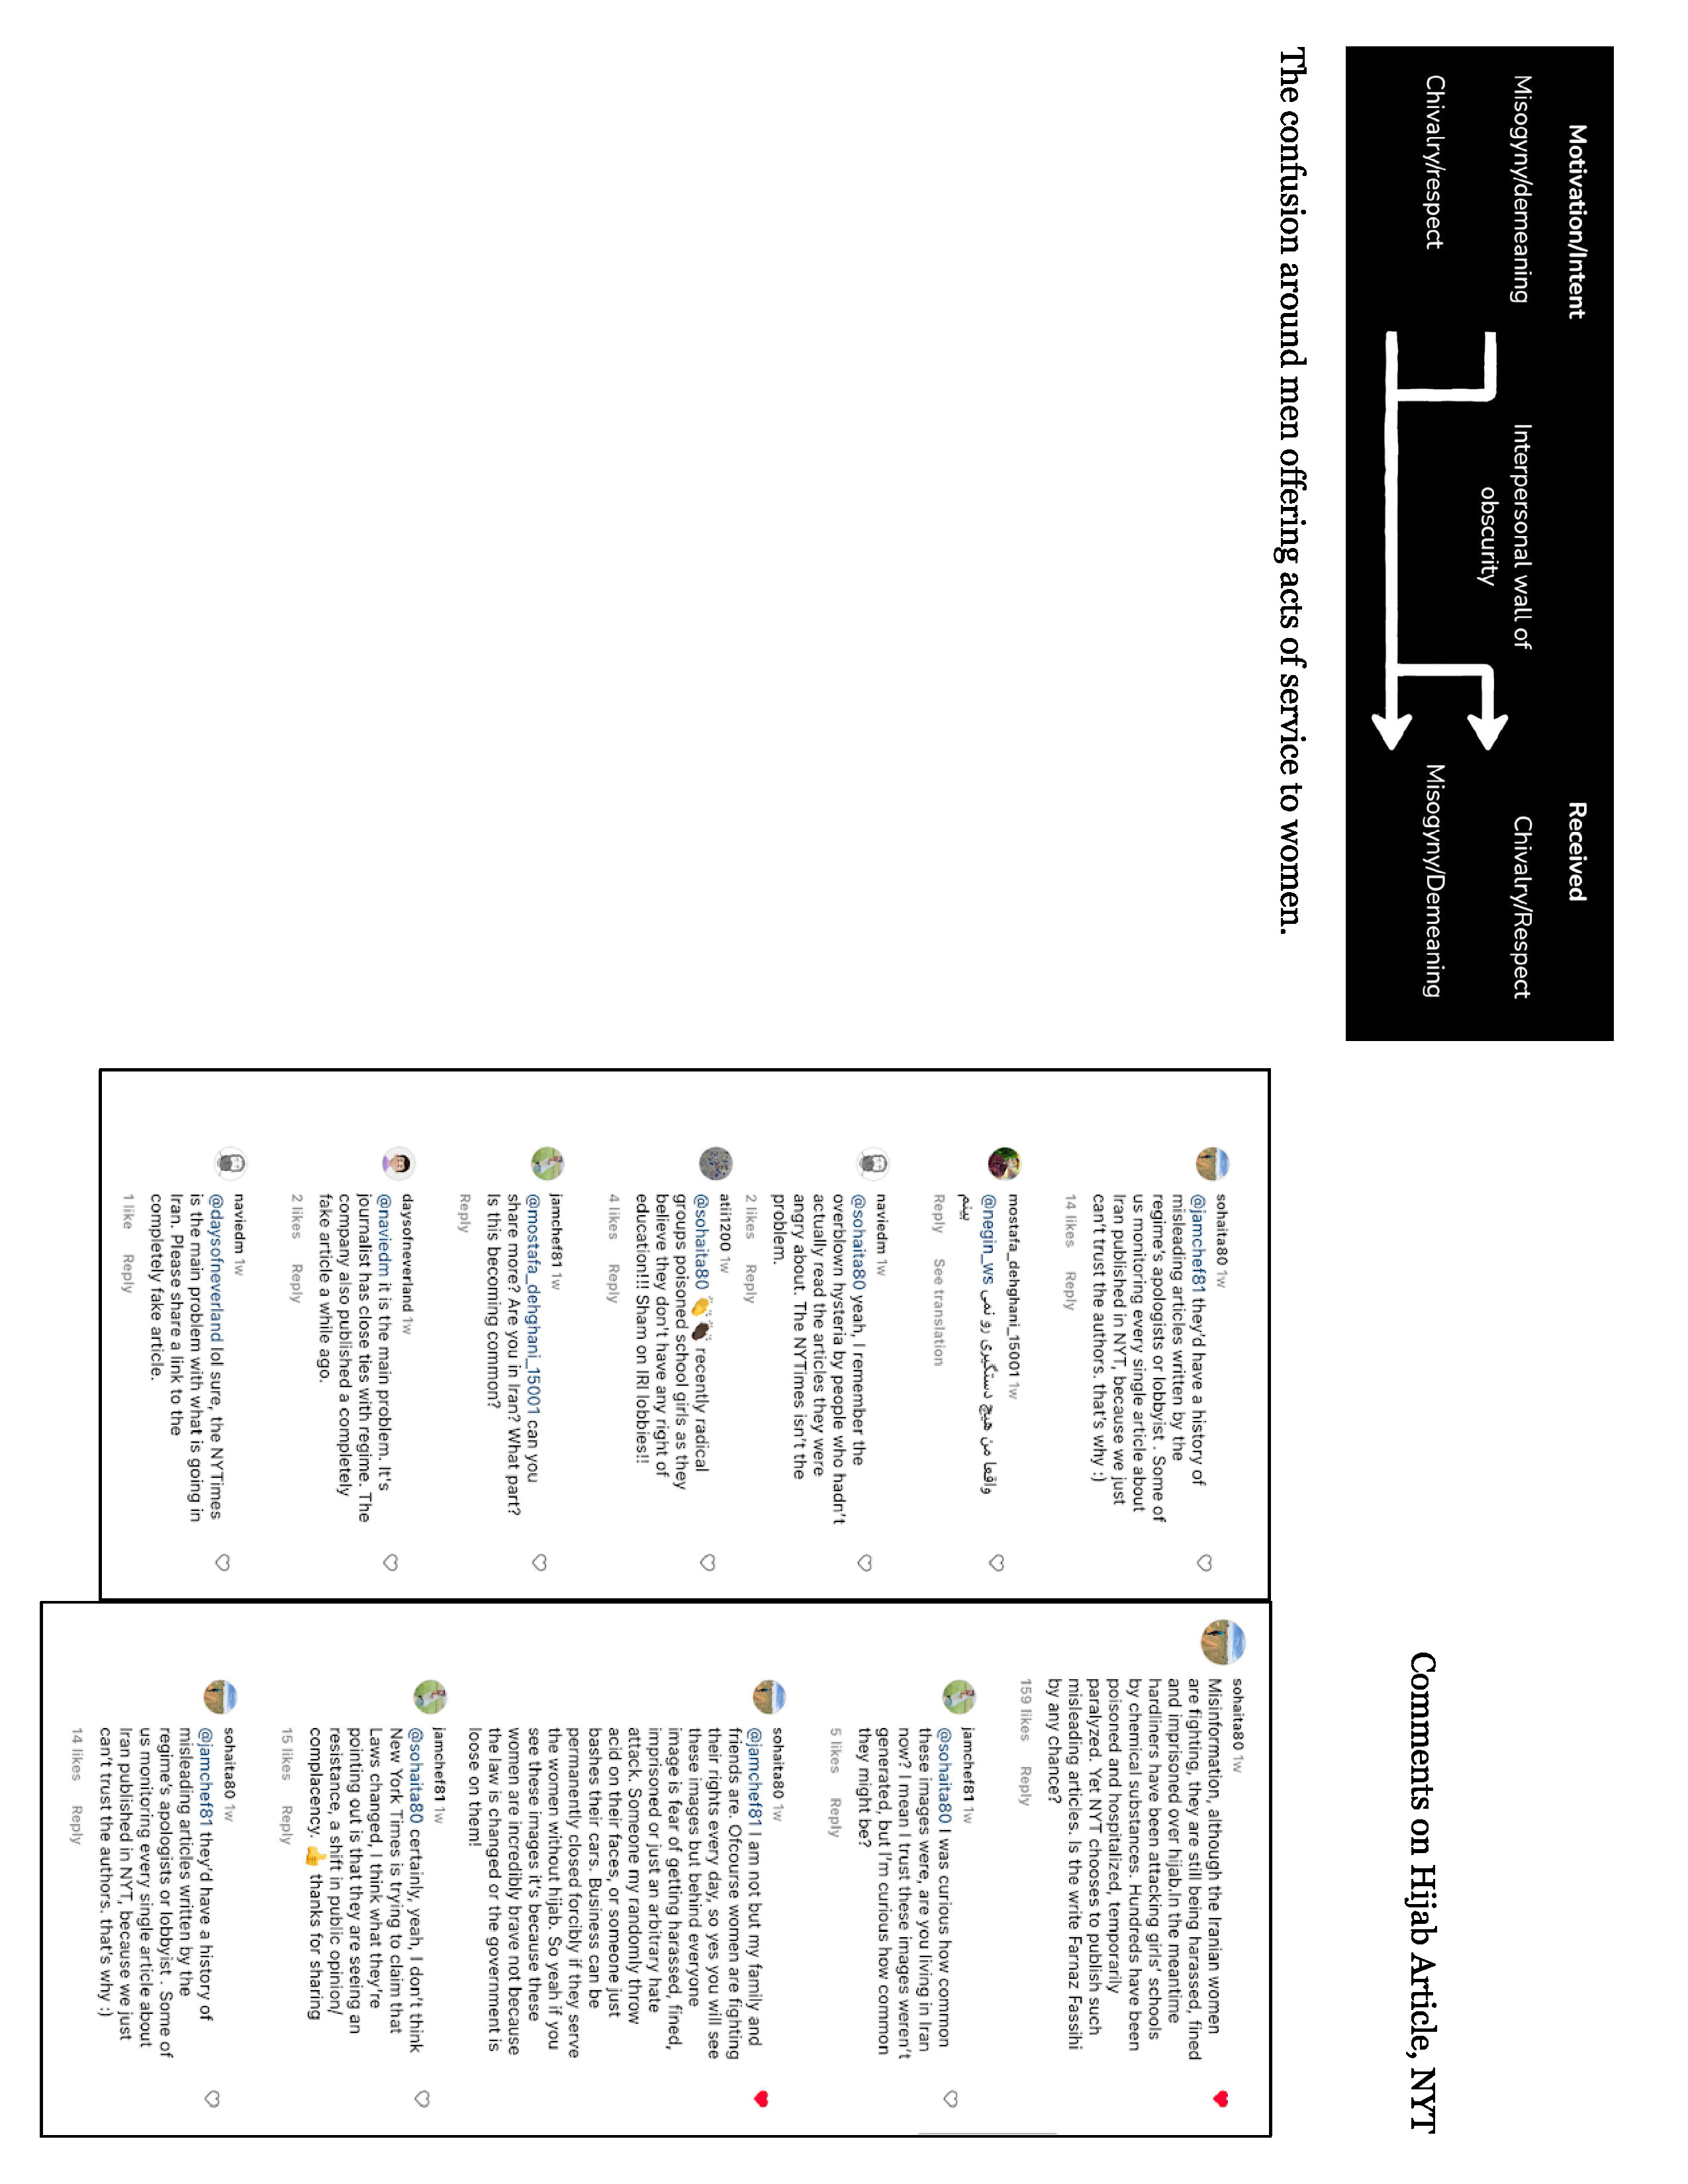 Motivation/Intent
Received
Misogyny/demeaning
Interpersonal wall of
obscurity
Chivalry/Respect
Chivalry/respect
Misogyny/Demeaning
The confusion around men offering acts of service to women.
Comments on Hijab Article, NYT
sohaita80 1w
@jamchef81 they'd have a history of
misleading articles written by the
regime's apologists or lobbyist . Some of
us monitoring every single article about
Iran published in NYT, because we just
can't trust the authors. that's why :)
14 likes Reply
mostafa_dehghani_15001 1w
@negin_ws واقعا من هیچ دستگیری رو نمی
بینم
Reply See translation
naviedm 1w
@sohaita80 yeah, I remember the
overblown hysteria by people who hadn't
actually read the articles they were
angry about. The NYTimes isn't the
problem.
2 likes Reply
atii1200 1w
@sohaita80 👏👏🏿 recently radical
groups poisoned school girls as they
believe they don't have any right of
education!!! Sham on IRI lobbies!!
4 likes Reply
jamchef81 1w
@mostafa_dehghani_15001 can you
share more? Are you in Iran? What part?
Is this becoming common?
Reply
daysofneverland 1w
@naviedm it is the main problem. It's
journalist has close ties with regime. The
company also published a completely
fake article a while ago.
2 likes Reply
naviedm 1w
@daysofneverland lol sure, the NYTimes
is the main problem with what is going in
Iran. Please share a link to the
completely fake article.
1 like Reply
sohaita80 1w
Misinformation, although the Iranian women
are fighting, they are still being harassed, fined
and imprisoned over hijab.In the meantime
hardliners have been attacking girls' schools
by chemical substances. Hundreds have been
poisoned and hospitalized, temporarily
paralyzed. Yet NYT chooses to publish such
misleading articles. Is the write Farnaz Fassihi
by any chance?
159 likes Reply
jamchef81 1w
@sohaita80 I was curious how common
these images were, are you living in Iran
now? I mean I trust these images weren't
generated, but I'm curious how common
they might be?
5 likes Reply
sohaita80 1w
@jamchef81 I am not but my family and
friends are. Ofcourse women are fighting
their rights every day, so yes you will see
these images but behind everyone
image is fear of getting harassed, fined,
imprisoned or just an arbitrary hate
attack. Someone my randomly throw
acid on their faces, or someone just
bashes their cars. Business can be
permanently closed forcibly if they serve
the women without hijab. So yeah if you
see these images it's because these
women are incredibly brave not because
the law is changed or the government is
loose on them!
jamchef81 1w
@sohaita80 certainly, yeah, I don't think
New York Times is trying to claim that
Laws changed, I think what they're
pointing out is that they are seeing an
resistance, a shift in public opinion/
complacency. 👍 thanks for sharing
15 likes Reply
sohaita80 1w
@jamchef81 they'd have a history of
misleading articles written by the
regime's apologists or lobbyist . Some of
us monitoring every single article about
Iran published in NYT, because we just
can't trust the authors. that's why :)
14 likes Reply